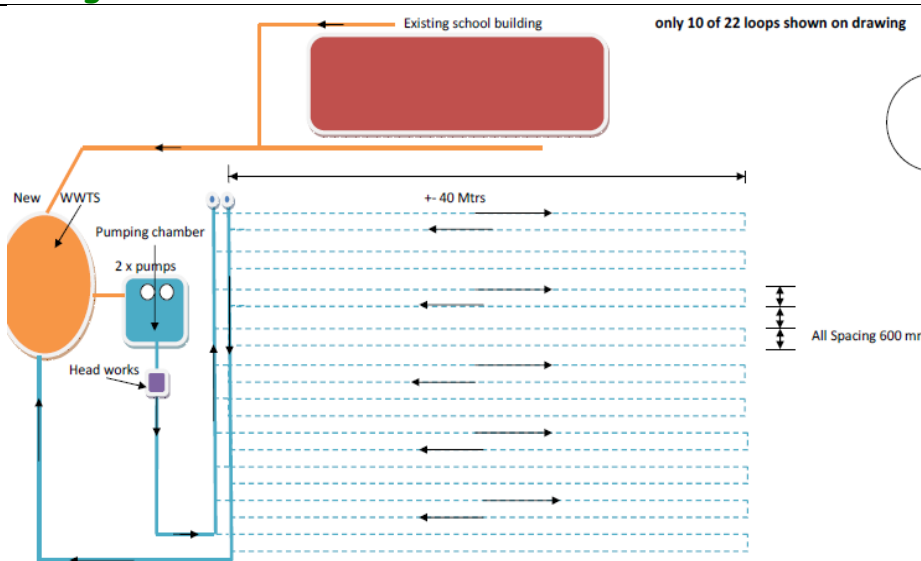 Existing school building
only 10 of 22 loops shown on drawing
New WWTS
+- 40 Mtrs
Pumping chamber
2 x pumps
All Spacing 600
Head works